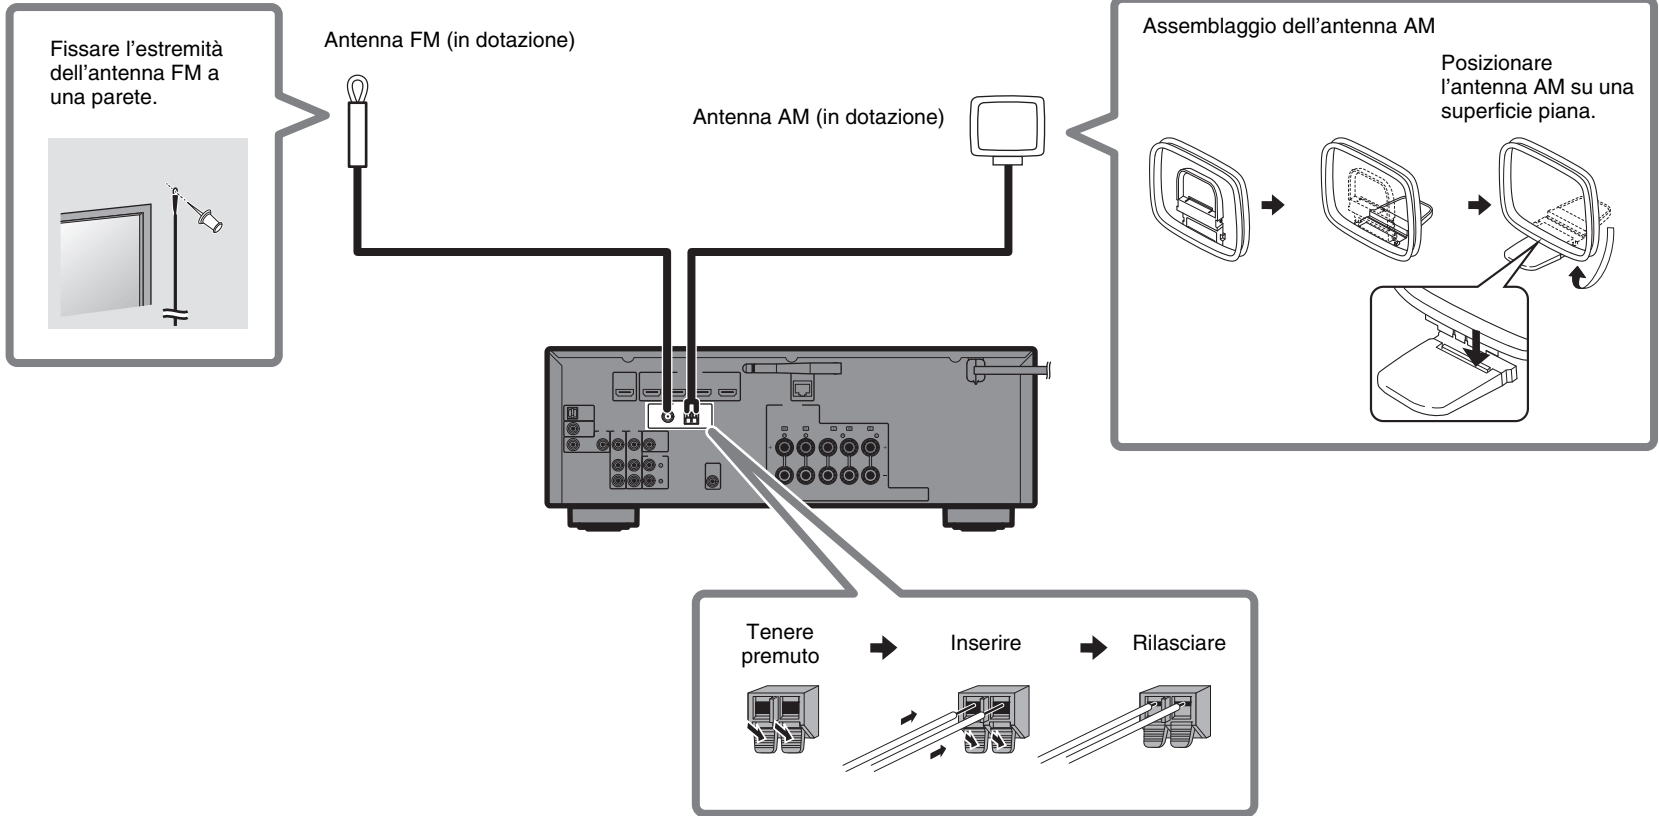 Fissare l'estremità
dell'antenna FM a
una parete.
Antenna FM (in dotazione)
Antenna AM (in dotazione)
Assemblaggio dell'antenna AM
Posizionare
l'antenna AM su una
superficie piana.
Tenere
premuto
Inserire
Rilasciare